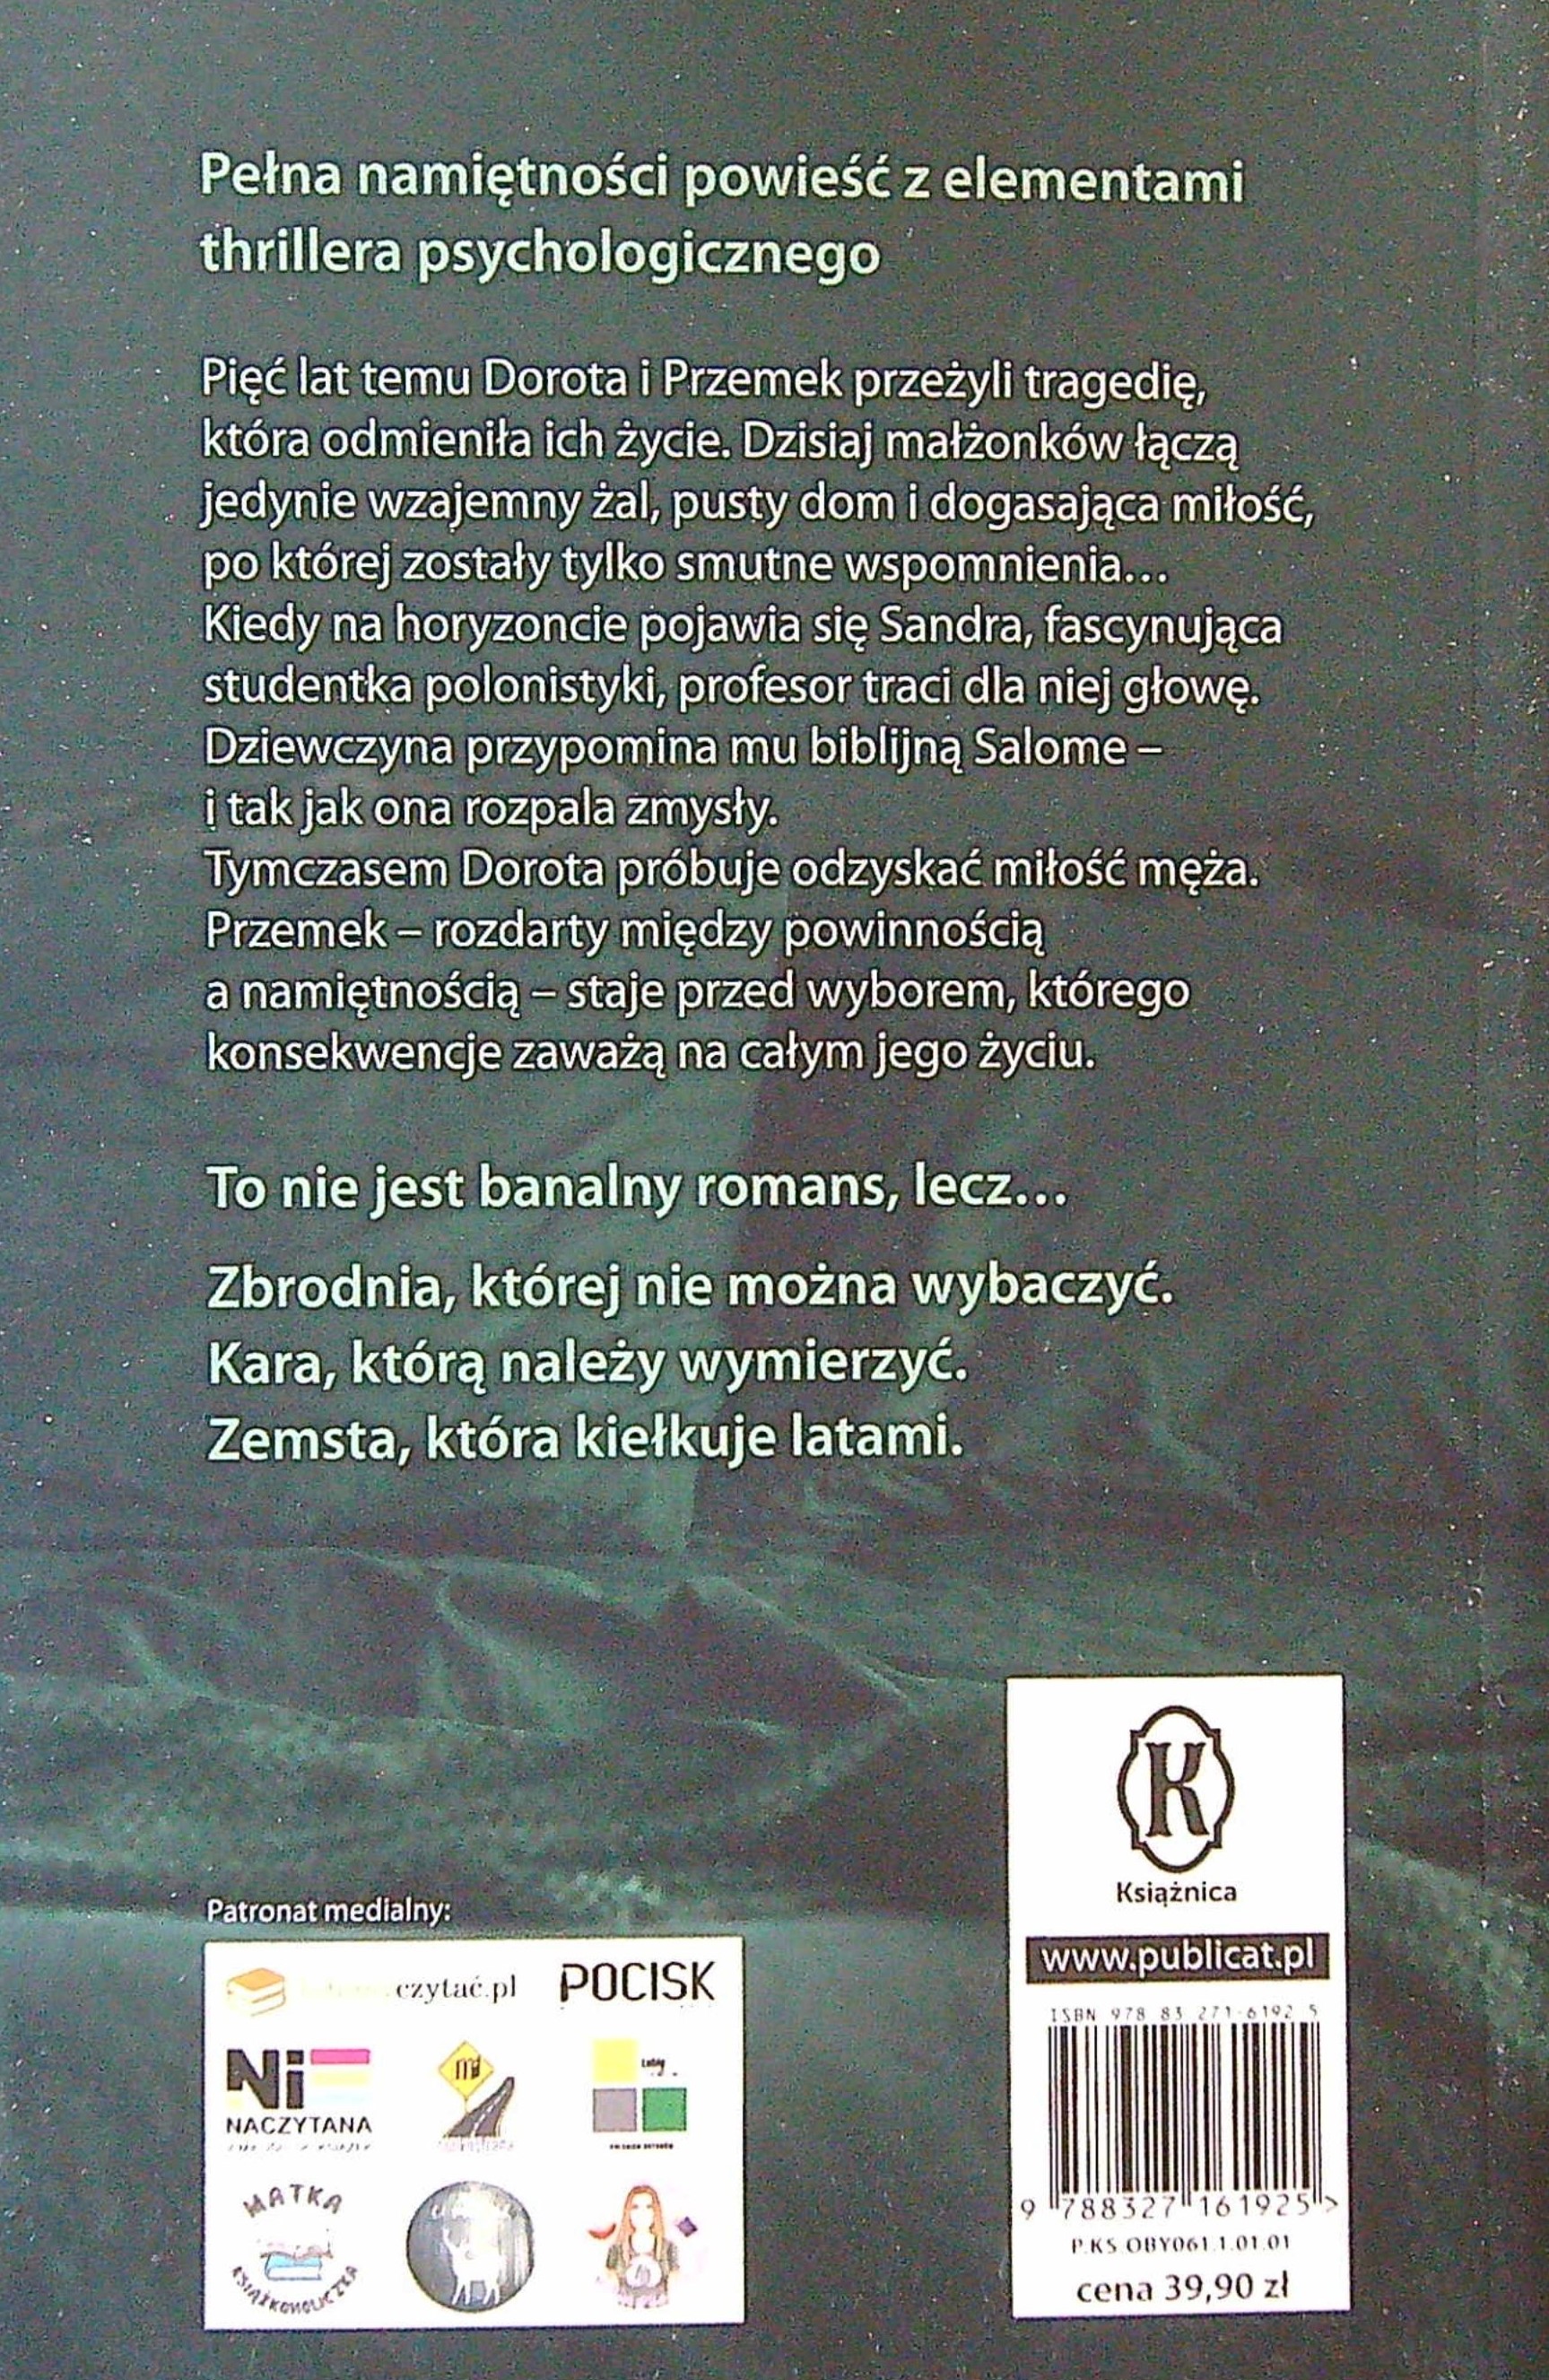 Pełna namiętności powieść z elementami
thrillera psychologicznego
Pięć lat temu Dorota i Przemek przeżyli tragedię,
która odmieniła ich życie. Dzisiaj małżonków łączą
jedynie wzajemny żal, pusty dom i dogasająca miłość,
po której zostały tylko smutne wspomnienia...
Kiedy na horyzoncie pojawia się Sandra, fascynująca
studentka polonistyki, profesor traci dla niej głowę.
Dziewczyna przypomina mu biblijną Salome –
i tak jak ona rozpala zmysły.
Tymczasem Dorota próbuje odzyskać miłość męża.
Przemek – rozdarty między powinnością
a namiętnością – staje przed wyborem, którego
konsekwencje zaważą na całym jego życiu.
To nie jest banalny romans, lecz...
Zbrodnia, której nie można wybaczyć.
Kara, którą należy wymierzyć.
Zemsta, która kiełkuje latami.
Patronat medialny:
czytać.pl
POCISK
Ni
NACZYTANA
MATKA
KSIĄŻKOHOLICZKA
K
Książnica
www.publicat.pl
ISBN 978 83 271-6192 5
9 788327 161925 >
P.KS OBY061.1.01.01
cena 39,90 zł